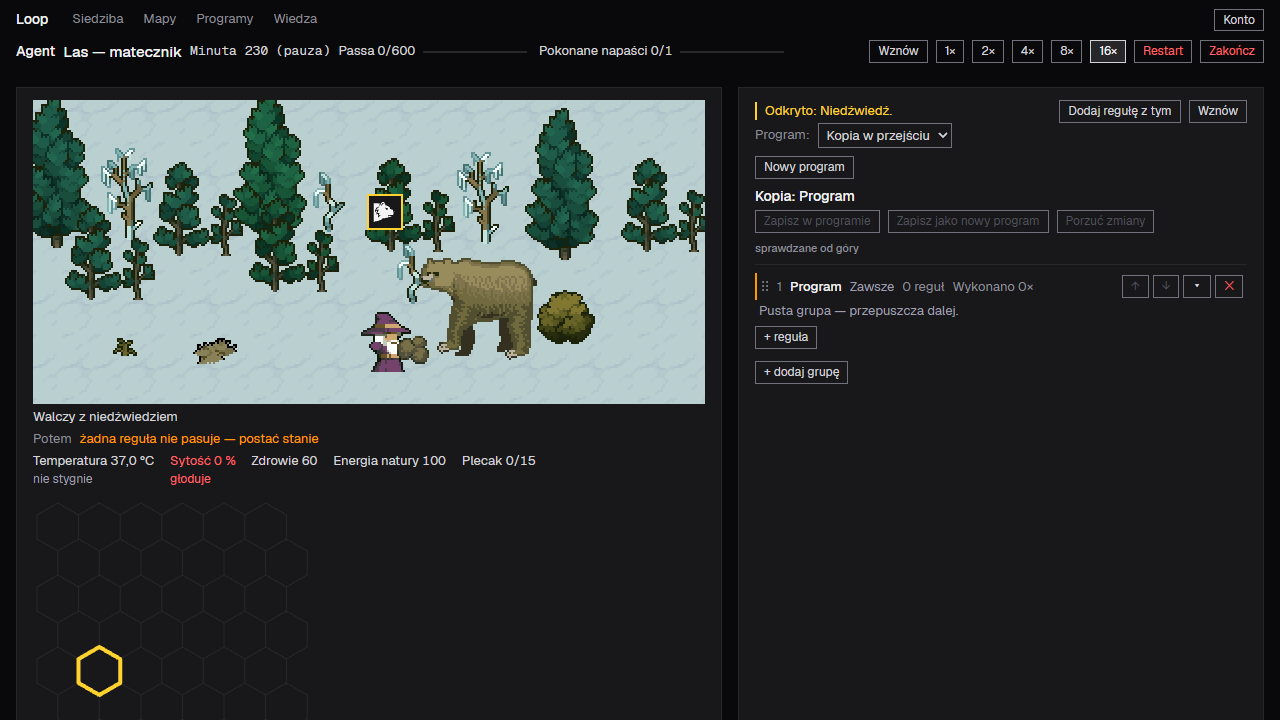 Loop Siedziba Mapy Programy Wiedza Konto
Agent Las — matecznik Minuta 230 (pauza) Passa 0/600 Pokonane napaści 0/1 Wznów 1× 2× 4× 8× 16× Restart Zakończ
Odkryto: Niedźwiedź. Dodaj regułę z tym Wznów
Program: Kopia w przejściu
Nowy program
Kopia: Program
Zapisz w programie Zapisz jako nowy program Porzuć zmiany
sprawdzane od góry
1 Program Zawsze 0 reguł Wykonano 0×
Pusta grupa — przepuszcza dalej.
+ reguła
+ dodaj grupę
Walczy z niedźwiedziem
Potem żadna reguła nie pasuje — postać stanie
Temperatura 37,0 °C Sytość 0 % Zdrowie 60 Energia natury 100 Plecak 0/15
nie stygnie głoduje